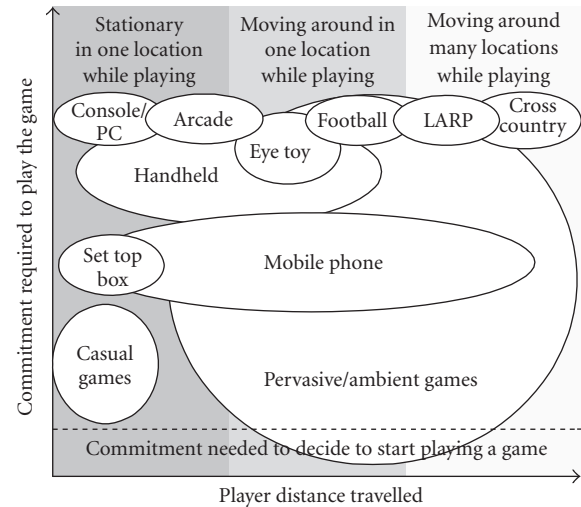 Stationary
in one location
while playing
Moving around in
one location
while playing
Moving around
many locations
while playing
Commitment required to play the game
Console/
PC
Arcade
Eye toy
Football
LARP
Cross
country
Handheld
Set top
box
Mobile phone
Casual
games
Pervasive/ambient games
Commitment needed to decide to start playing a game
Player distance travelled